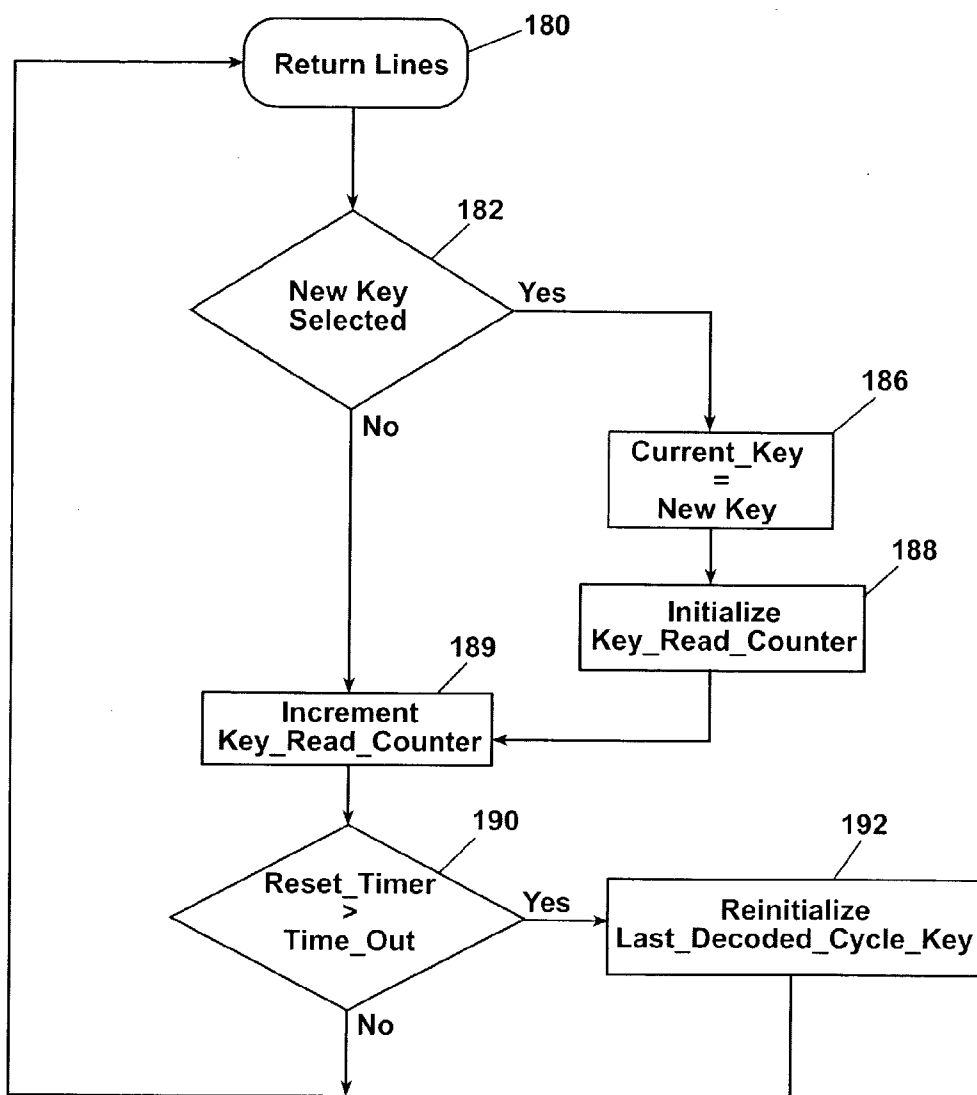 180
Return Lines
182
New Key
Selected
Yes
No
186
Current_Key
=
New Key
188
Initialize
Key_Read_Counter
189
Increment
Key_Read_Counter
190
Reset_Timer
>
Time_Out
Yes
No
192
Reinitialize
Last_Decoded_Cycle_Key